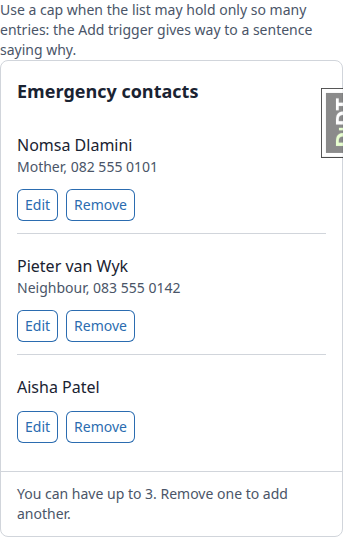 Use a cap when the list may hold only so many
entries: the Add trigger gives way to a sentence
saying why.
Emergency contacts
Nomsa Dlamini
Mother, 082 555 0101
Edit Remove
Pieter van Wyk
Neighbour, 083 555 0142
Edit Remove
Aisha Patel
Edit Remove
You can have up to 3. Remove one to add
another.